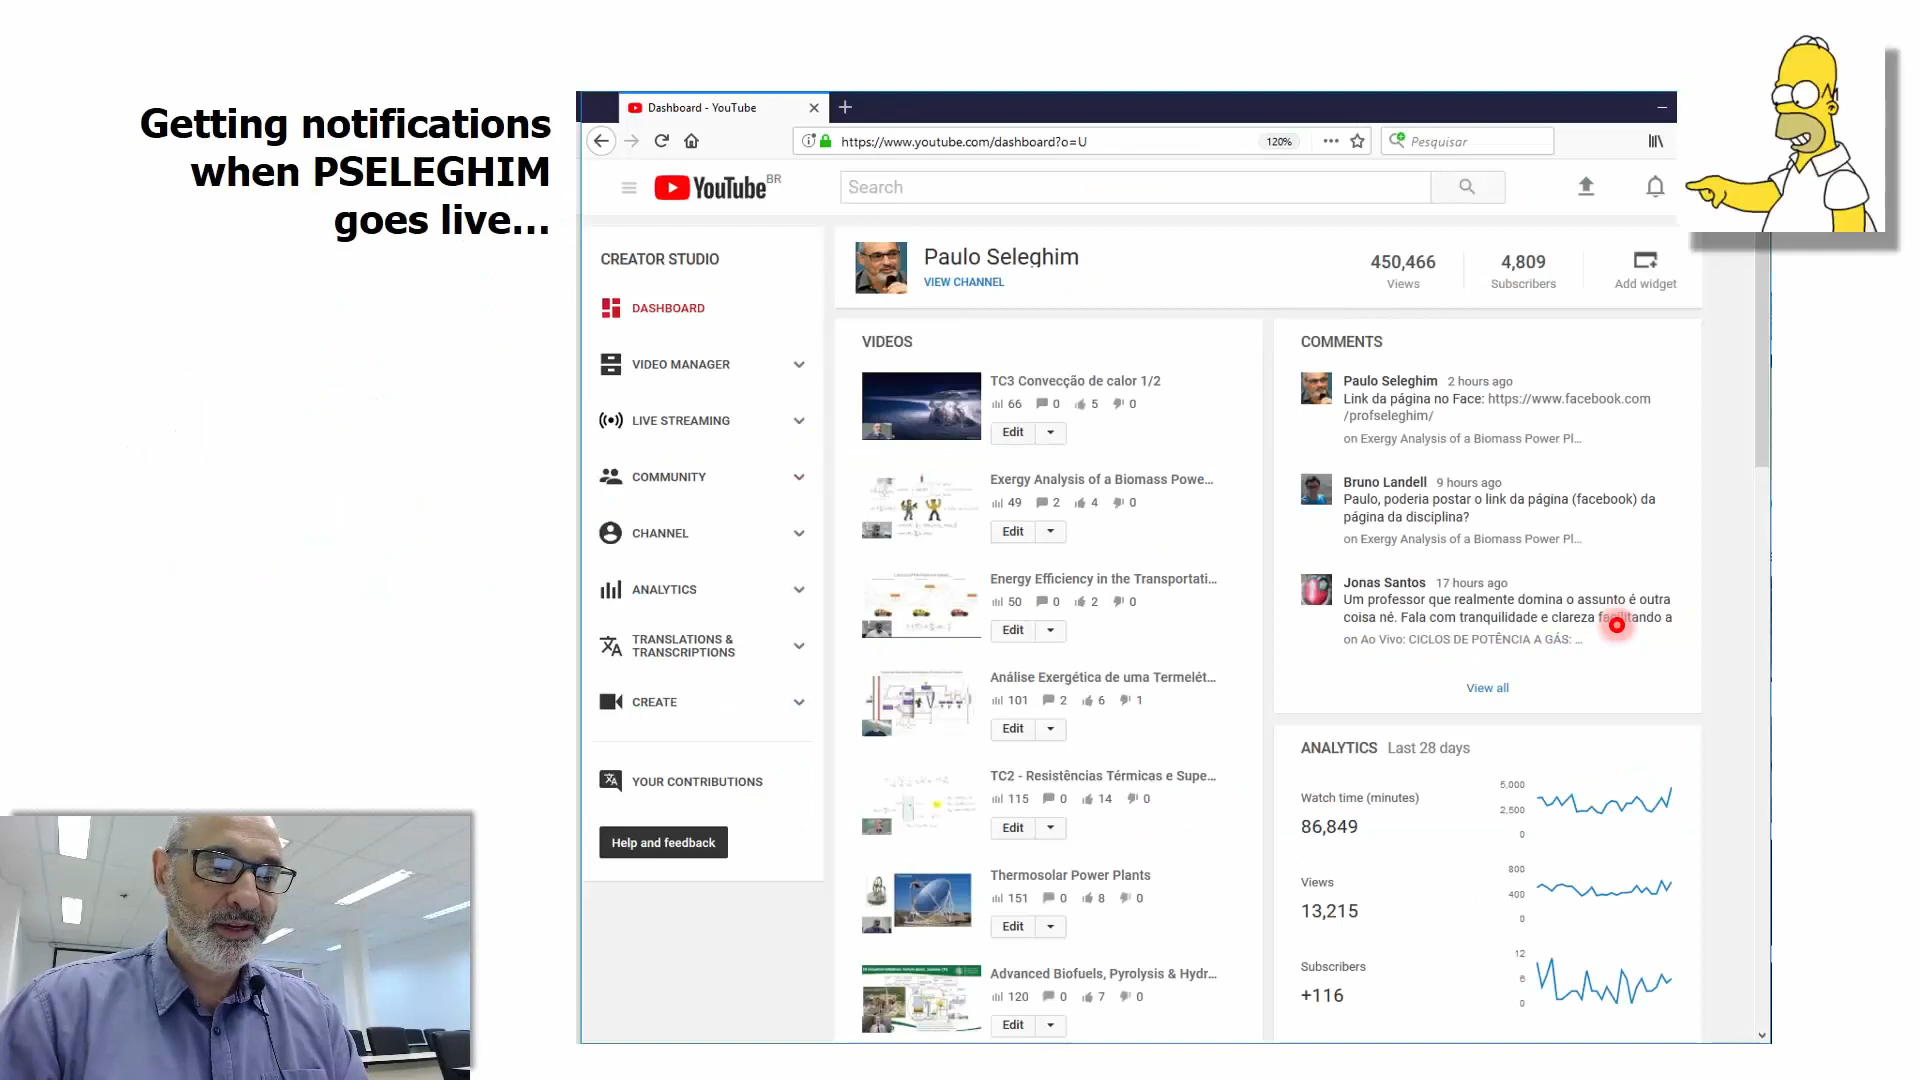 Getting notifications
when PSELEGHIM
goes live...
Dashboard - YouTube
https://www.youtube.com/dashboard?o=U
120%
Pesquisar
YouTube BR
Search
CREATOR STUDIO
DASHBOARD
VIDEO MANAGER
LIVE STREAMING
COMMUNITY
CHANNEL
ANALYTICS
TRANSLATIONS &
TRANSCRIPTIONS
CREATE
YOUR CONTRIBUTIONS
Help and feedback
Paulo Seleghim
VIEW CHANNEL
450,466
Views
4,809
Subscribers
Add widget
VIDEOS
TC3 Convecção de calor 1/2
66 0 5 0
Edit
Exergy Analysis of a Biomass Powe...
49 2 4 0
Edit
Energy Efficiency in the Transportati...
50 0 2 0
Edit
Análise Exergética de uma Termelét...
101 2 6 1
Edit
TC2 - Resistências Térmicas e Supe...
115 0 14 0
Edit
Thermosolar Power Plants
151 0 8 0
Edit
Advanced Biofuels, Pyrolysis & Hydr...
120 0 7 0
Edit
COMMENTS
Paulo Seleghim 2 hours ago
Link da página no Face: https://www.facebook.com
/profseleghim/
on Exergy Analysis of a Biomass Power Pl...
Bruno Landell 9 hours ago
Paulo, poderia postar o link da página (facebook) da
página da disciplina?
on Exergy Analysis of a Biomass Power Pl...
Jonas Santos 17 hours ago
Um professor que realmente domina o assunto é outra
coisa né. Fala com tranquilidade e clareza facilitando a
on Ao Vivo: CICLOS DE POTÊNCIA A GÁS: ...
View all
ANALYTICS Last 28 days
Watch time (minutes)
86,849
5,000
2,500
0
Views
13,215
800
400
0
Subscribers
+116
12
6
0